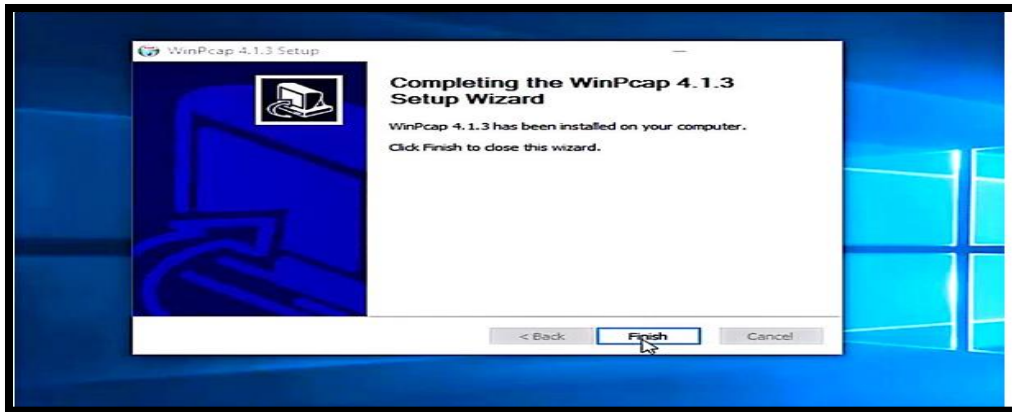 WinPcap 4.1.3 Setup
Completing the WinPcap 4.1.3
Setup Wizard
WinPcap 4.1.3 has been installed on your computer.
Click Finish to close this wizard.
< Back
Finish
Cancel